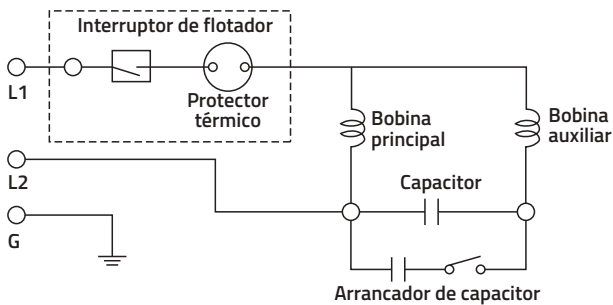 Interruptor de flotador
L1
Protector
térmico
Bobina
principal
Bobina
auxiliar
L2
Capacitor
G
Arrancador de capacitor